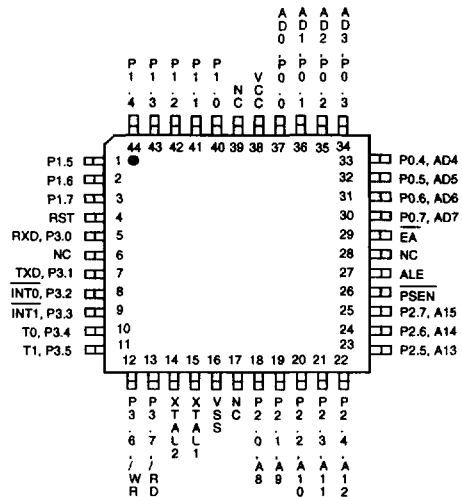 P1.4
P1.3
P1.2
P1.1
P1.0
NC
VCC
AD0, P0.0
AD1, P0.1
AD2, P0.2
AD3, P0.3
44 43 42 41 40 39 38 37 36 35 34
P1.5 1
P1.6 2
P1.7 3
RST 4
RXD, P3.0 5
NC 6
TXD, P3.1 7
INT0, P3.2 8
INT1, P3.3 9
T0, P3.4 10
T1, P3.5 11
33 P0.4, AD4
32 P0.5, AD5
31 P0.6, AD6
30 P0.7, AD7
29 EA
28 NC
27 ALE
26 PSEN
25 P2.7, A15
24 P2.6, A14
23 P2.5, A13
12 13 14 15 16 17 18 19 20 21 22
P3.6,/WR
P3.7,/RD
XTAL2
XTAL1
VSS
NC
P2.0, A8
P2.1, A9
P2.2, A10
P2.3, A11
P2.4, A12